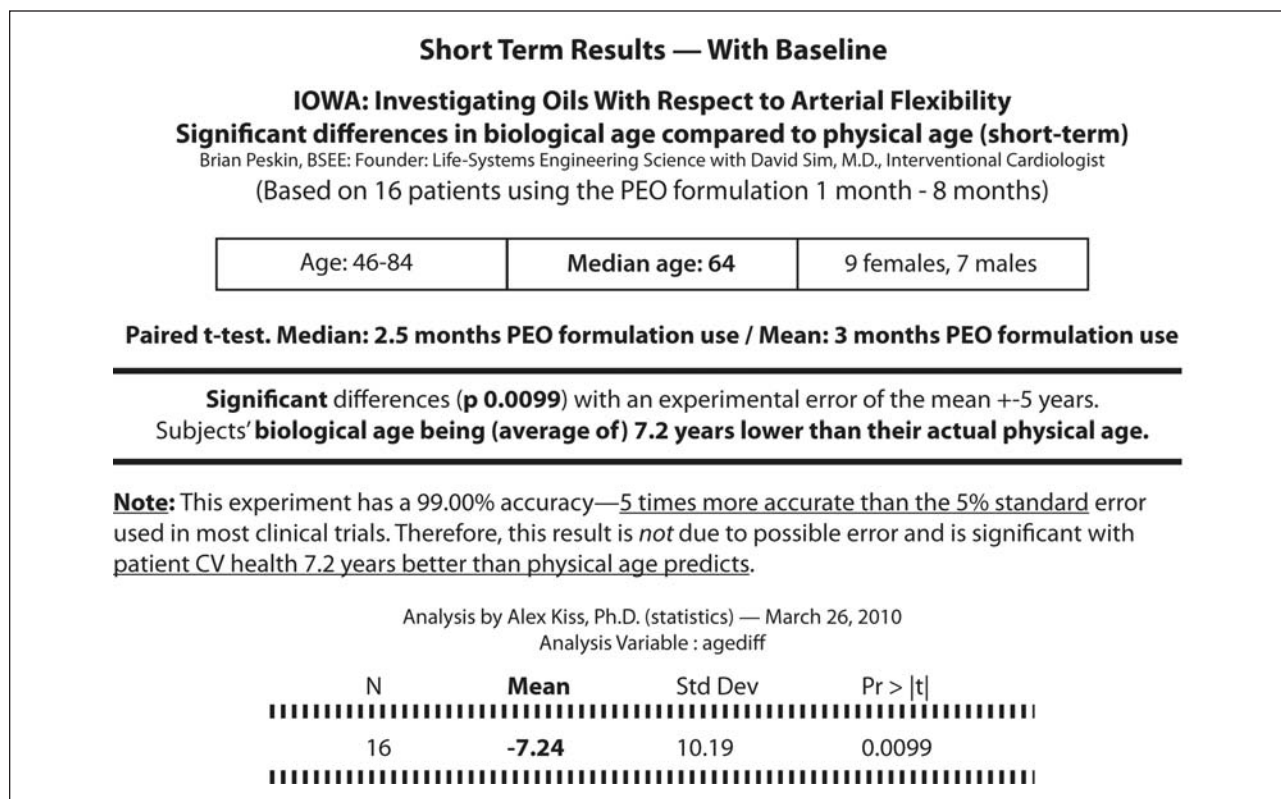 Short Term Results — With Baseline
IOWA: Investigating Oils With Respect to Arterial Flexibility
Significant differences in biological age compared to physical age (short-term)
Brian Peskin, BSEE: Founder: Life-Systems Engineering Science with David Sim, M.D., Interventional Cardiologist
(Based on 16 patients using the PEO formulation 1 month - 8 months)
Age: 46-84 Median age: 64 9 females, 7 males
Paired t-test. Median: 2.5 months PEO formulation use / Mean: 3 months PEO formulation use
Significant differences (p 0.0099) with an experimental error of the mean +-5 years.
Subjects' biological age being (average of) 7.2 years lower than their actual physical age.
Note: This experiment has a 99.00% accuracy—5 times more accurate than the 5% standard error
used in most clinical trials. Therefore, this result is not due to possible error and is significant with
patient CV health 7.2 years better than physical age predicts.
Analysis by Alex Kiss, Ph.D. (statistics) — March 26, 2010
Analysis Variable : agediff
N Mean Std Dev Pr > |t|
16 -7.24 10.19 0.0099